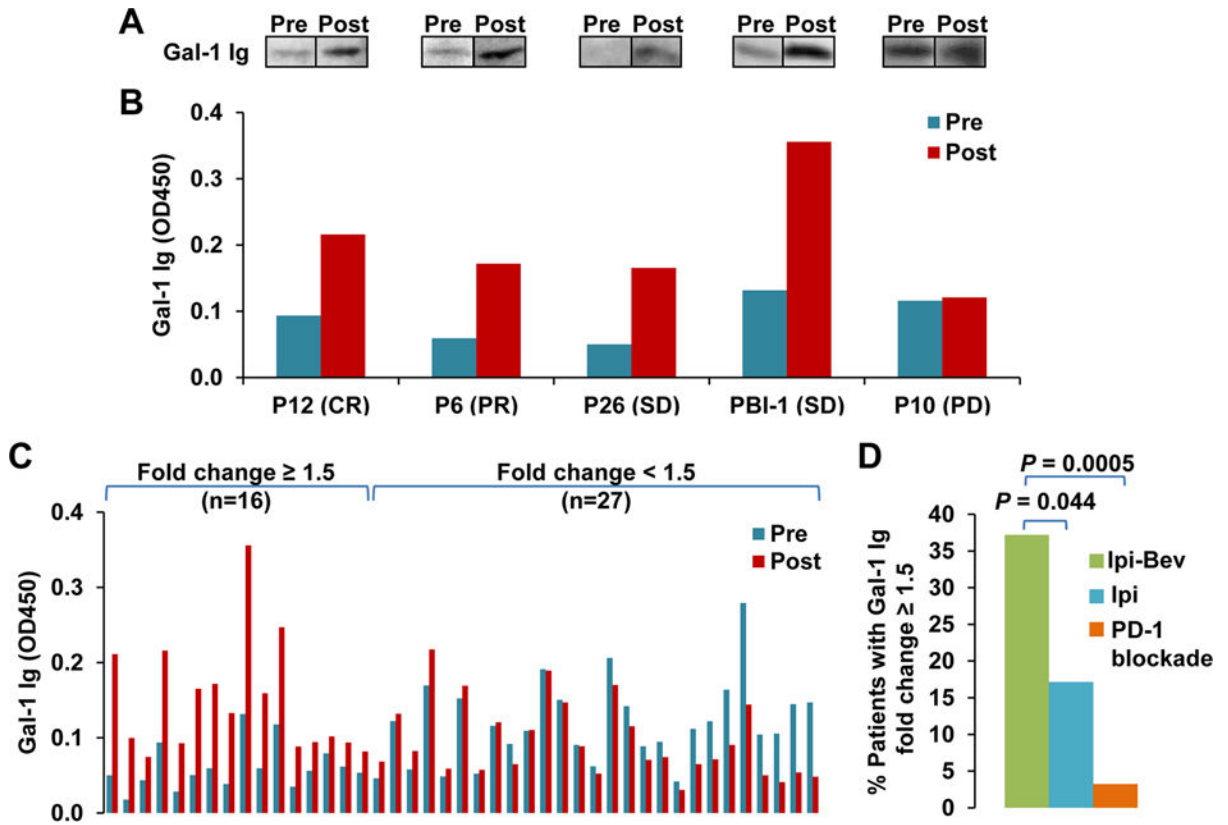 A
Pre Post Pre Post Pre Post Pre Post Pre Post
Gal-1 Ig
B
Gal-1 Ig (OD450)
0.4
0.3
0.2
0.1
0.0
Pre
Post
P12 (CR) P6 (PR) P26 (SD) PBI-1 (SD) P10 (PD)
C
Fold change ≥ 1.5
(n=16)
Fold change < 1.5
(n=27)
Gal-1 Ig (OD450)
0.4
0.3
0.2
0.1
0.0
Pre
Post
D
P = 0.0005
P = 0.044
% Patients with Gal-1 Ig
fold change ≥ 1.5
40
35
30
25
20
15
10
5
0
Ipi-Bev
Ipi
PD-1
blockade